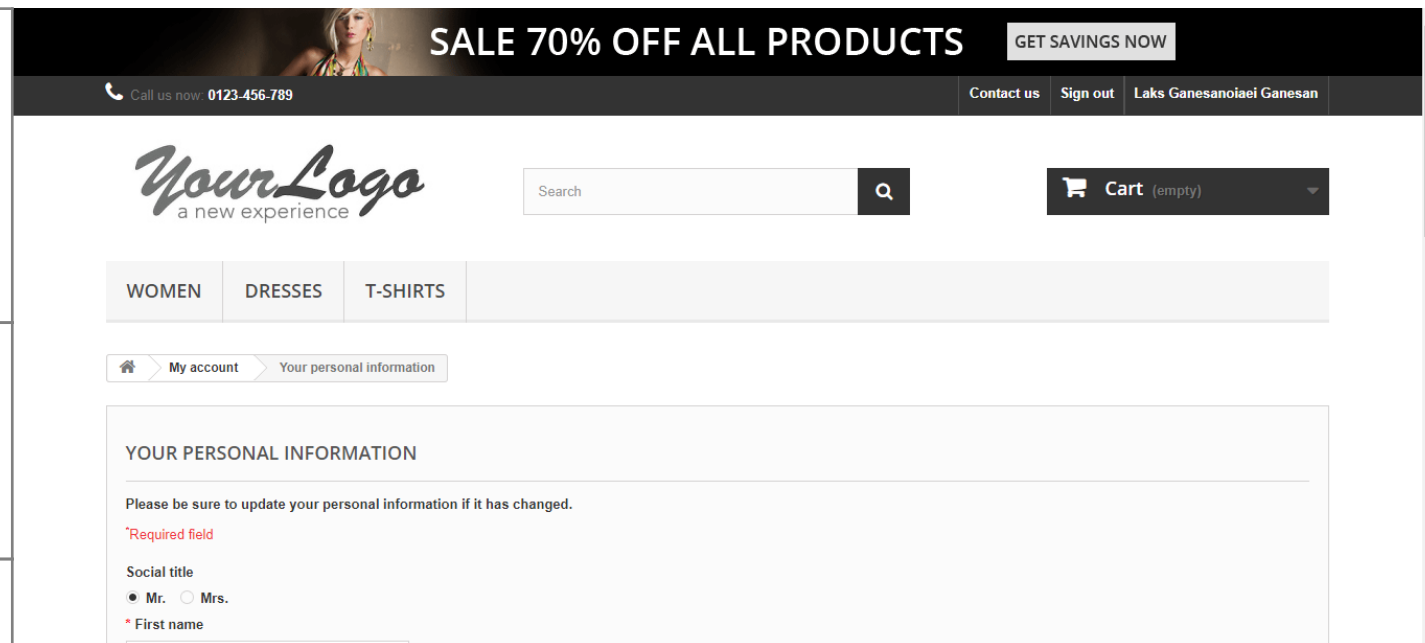 SALE 70% OFF ALL PRODUCTS GET SAVINGS NOW
Call us now: 0123-456-789 Contact us Sign out Laks Ganesanoiaei Ganesan
YourLogo
a new experience
Search
Cart (empty)
WOMEN DRESSES T-SHIRTS
My account Your personal information
YOUR PERSONAL INFORMATION
Please be sure to update your personal information if it has changed.
*Required field
Social title
Mr. Mrs.
* First name